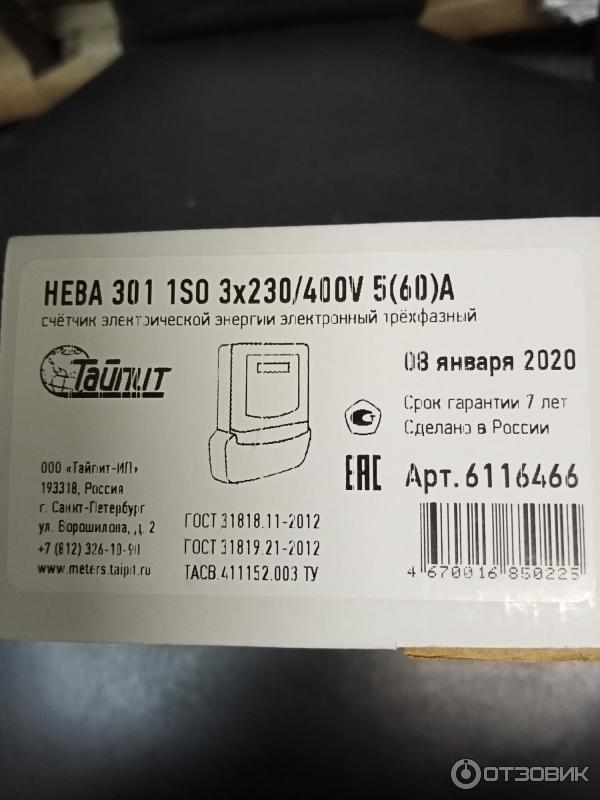 НЕВА 301 1S0 3x230/400V 5(60)A
счётчик электрической энергии электронный трёхфазный
Тайпит
08 января 2020
Срок гарантии 7 лет
Сделано в России
ООО «Тайпит-ИП»
193318, Россия
г. Санкт-Петербург
ул. Ворошилова, д. 2
+7 (812) 326-10-90
www.meters.taipit.ru
ГОСТ 31818.11-2012
ГОСТ 31819.21-2012
ТАСВ.411152.003 ТУ
ЕАС
Арт. 6116466
4 670016 850225
ОТЗОВИК